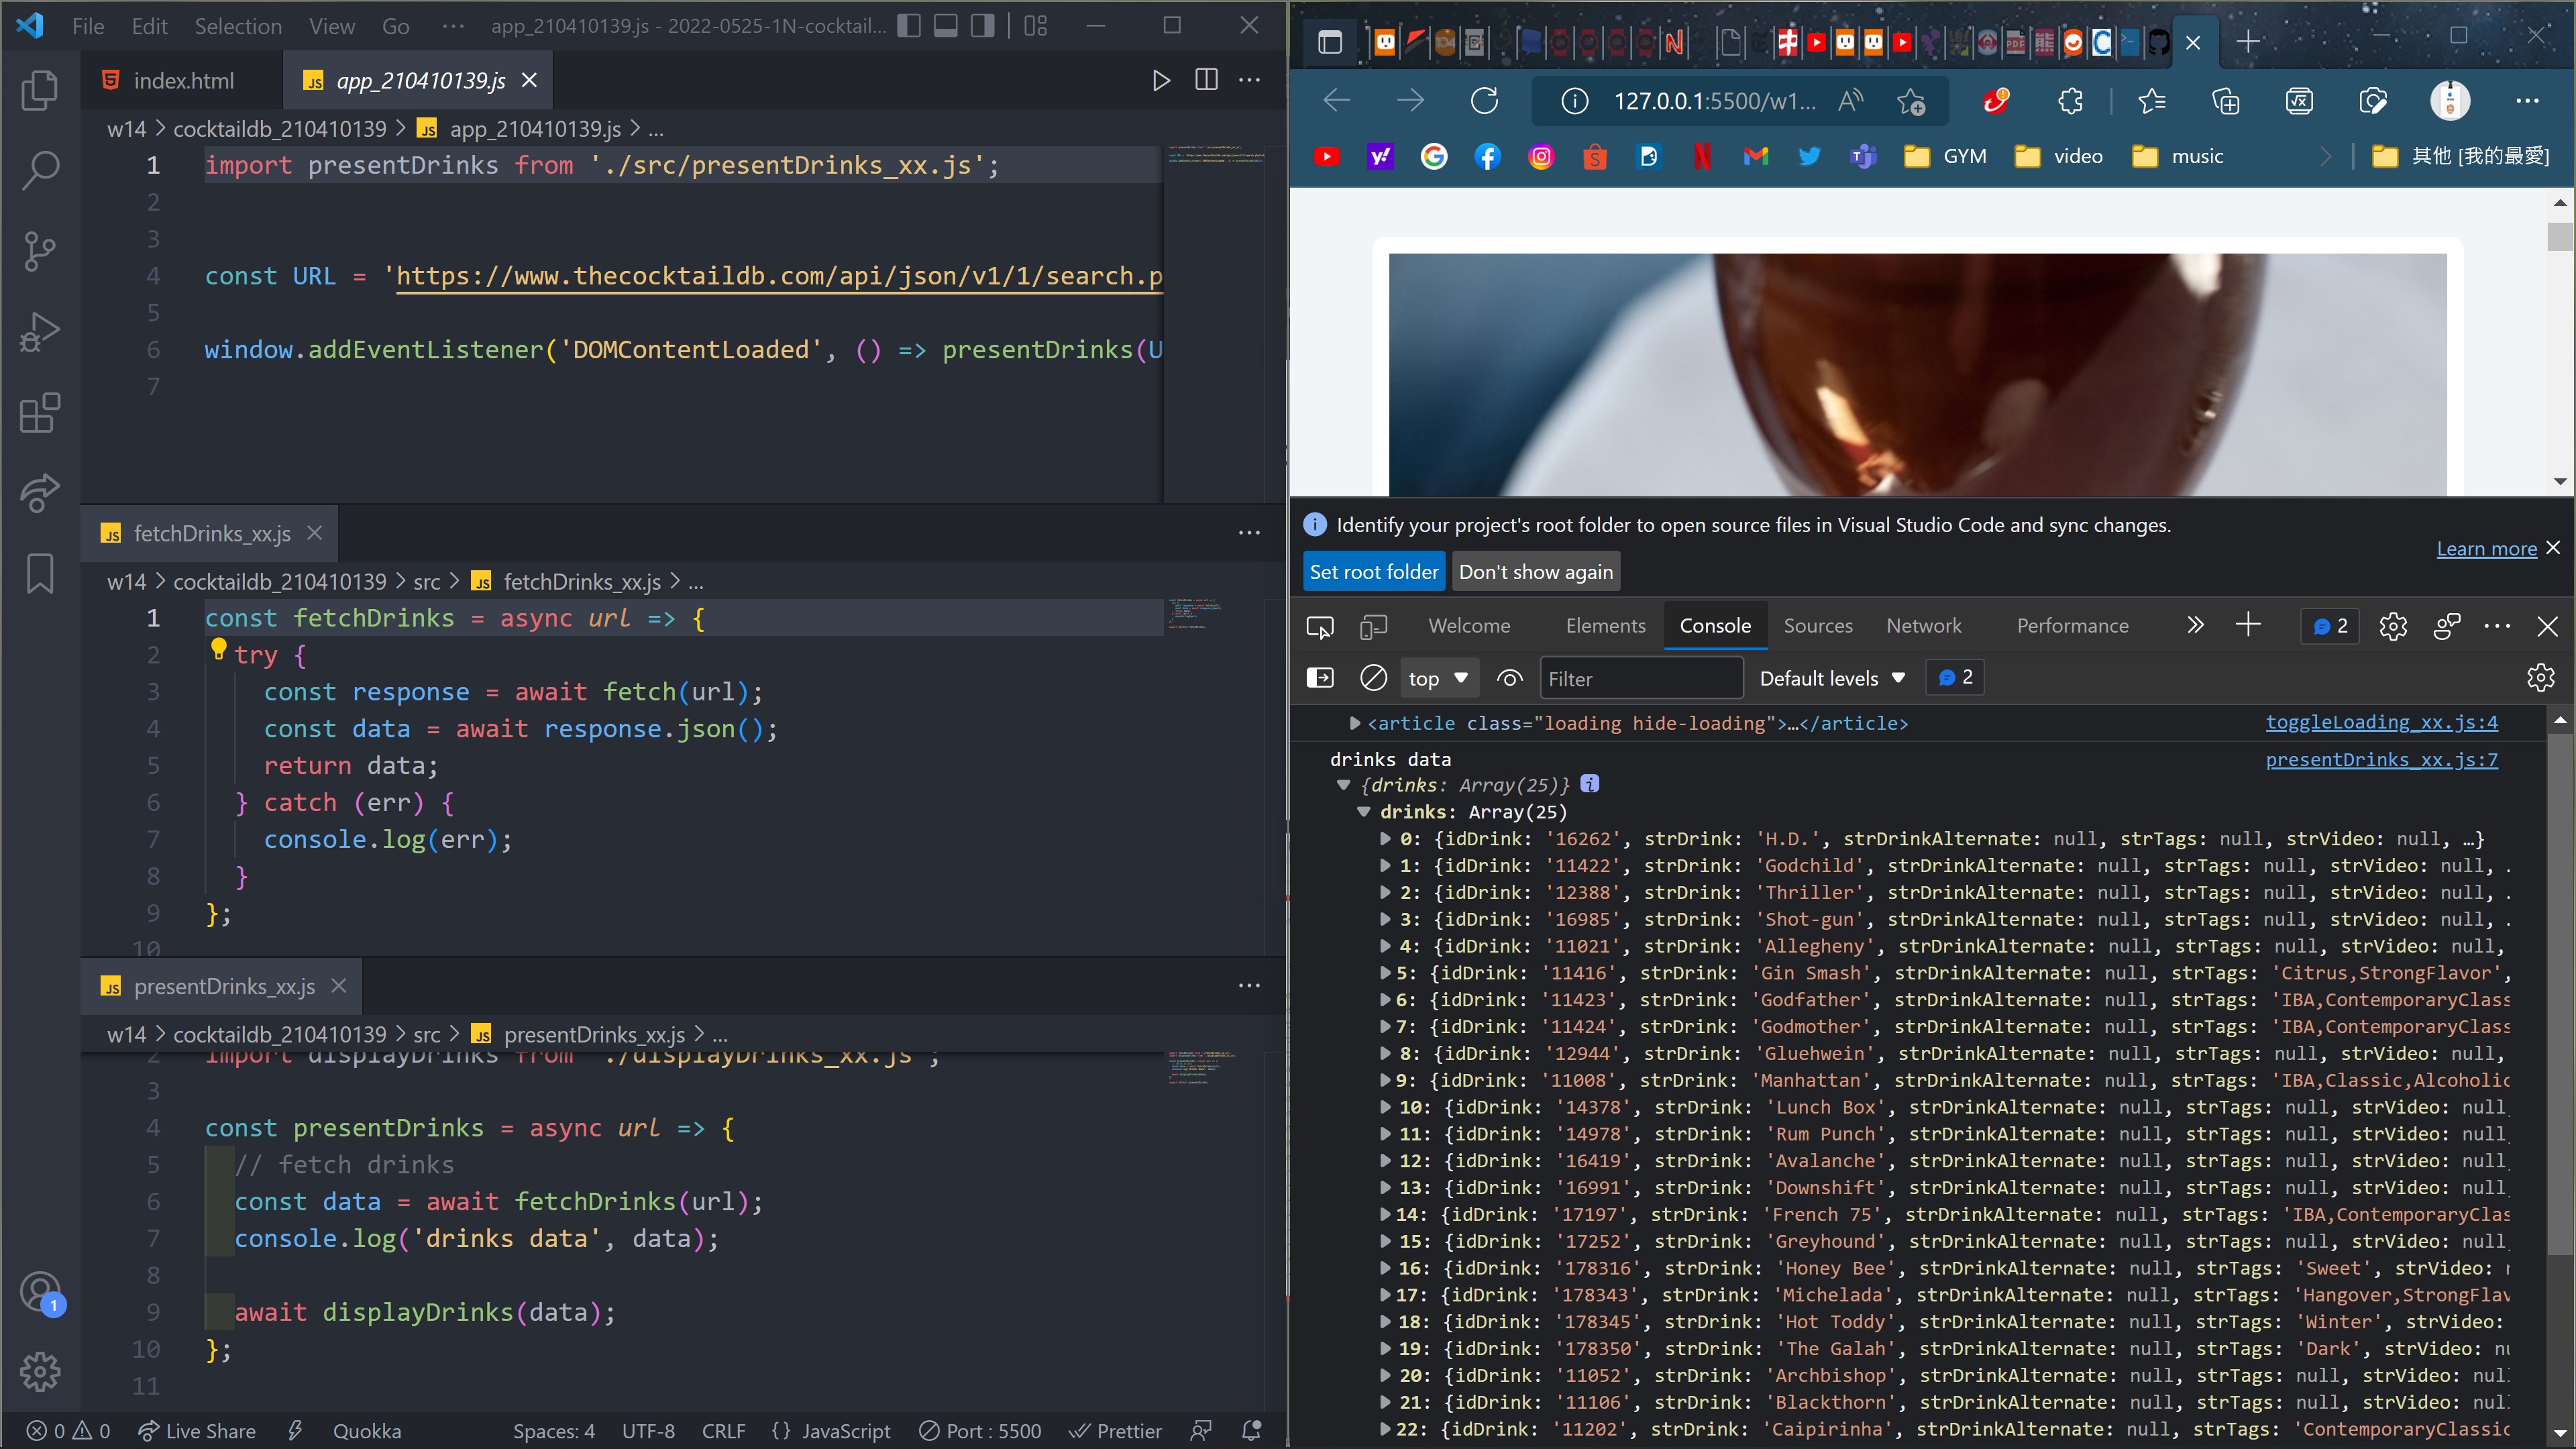 File Edit Selection View Go ··· app_210410139.js - 2022-0525-1N-cocktail...
index.html app_210410139.js
w14 > cocktaildb_210410139 > JS app_210410139.js > ...
1 import presentDrinks from './src/presentDrinks_xx.js';
2
3
4 const URL = 'https://www.thecocktaildb.com/api/json/v1/1/search.p
5
6 window.addEventListener('DOMContentLoaded', () => presentDrinks(U
7
JS fetchDrinks_xx.js
w14 > cocktaildb_210410139 > src > JS fetchDrinks_xx.js > ...
1 const fetchDrinks = async url => {
2 try {
3 const response = await fetch(url);
4 const data = await response.json();
5 return data;
6 } catch (err) {
7 console.log(err);
8 }
9 };
10
JS presentDrinks_xx.js
w14 > cocktaildb_210410139 > src > JS presentDrinks_xx.js > ...
2 import displayDrinks from './displayDrinks_xx.js';
3
4 const presentDrinks = async url => {
5 // fetch drinks
6 const data = await fetchDrinks(url);
7 console.log('drinks data', data);
8
9 await displayDrinks(data);
10 };
11
1
0 0 Live Share Quokka Spaces: 4 UTF-8 CRLF {} JavaScript Port : 5500 Prettier
127.0.0.1:5500/w1...
GYM video music 其他 [我的最愛]
Identify your project's root folder to open source files in Visual Studio Code and sync changes.
Learn more
Set root folder Don't show again
Welcome Elements Console Sources Network Performance 2
top Filter Default levels 2
<article class="loading hide-loading">…</article> toggleLoading_xx.js:4
drinks data presentDrinks_xx.js:7
{drinks: Array(25)} i
drinks: Array(25)
0: {idDrink: '16262', strDrink: 'H.D.', strDrinkAlternate: null, strTags: null, strVideo: null, …}
1: {idDrink: '11422', strDrink: 'Godchild', strDrinkAlternate: null, strTags: null, strVideo: null, .
2: {idDrink: '12388', strDrink: 'Thriller', strDrinkAlternate: null, strTags: null, strVideo: null, .
3: {idDrink: '16985', strDrink: 'Shot-gun', strDrinkAlternate: null, strTags: null, strVideo: null, .
4: {idDrink: '11021', strDrink: 'Allegheny', strDrinkAlternate: null, strTags: null, strVideo: null,
5: {idDrink: '11416', strDrink: 'Gin Smash', strDrinkAlternate: null, strTags: 'Citrus,StrongFlavor',
6: {idDrink: '11423', strDrink: 'Godfather', strDrinkAlternate: null, strTags: 'IBA,ContemporaryClass
7: {idDrink: '11424', strDrink: 'Godmother', strDrinkAlternate: null, strTags: 'IBA,ContemporaryClass
8: {idDrink: '12944', strDrink: 'Gluehwein', strDrinkAlternate: null, strTags: null, strVideo: null,
9: {idDrink: '11008', strDrink: 'Manhattan', strDrinkAlternate: null, strTags: 'IBA,Classic,Alcoholic
10: {idDrink: '14378', strDrink: 'Lunch Box', strDrinkAlternate: null, strTags: null, strVideo: null,
11: {idDrink: '14978', strDrink: 'Rum Punch', strDrinkAlternate: null, strTags: null, strVideo: null,
12: {idDrink: '16419', strDrink: 'Avalanche', strDrinkAlternate: null, strTags: null, strVideo: null,
13: {idDrink: '16991', strDrink: 'Downshift', strDrinkAlternate: null, strTags: null, strVideo: null,
14: {idDrink: '17197', strDrink: 'French 75', strDrinkAlternate: null, strTags: 'IBA,ContemporaryClas
15: {idDrink: '17252', strDrink: 'Greyhound', strDrinkAlternate: null, strTags: null, strVideo: null,
16: {idDrink: '178316', strDrink: 'Honey Bee', strDrinkAlternate: null, strTags: 'Sweet', strVideo: n
17: {idDrink: '178343', strDrink: 'Michelada', strDrinkAlternate: null, strTags: 'Hangover,StrongFlav
18: {idDrink: '178345', strDrink: 'Hot Toddy', strDrinkAlternate: null, strTags: 'Winter', strVideo:
19: {idDrink: '178350', strDrink: 'The Galah', strDrinkAlternate: null, strTags: 'Dark', strVideo: nu
20: {idDrink: '11052', strDrink: 'Archbishop', strDrinkAlternate: null, strTags: null, strVideo: null
21: {idDrink: '11106', strDrink: 'Blackthorn', strDrinkAlternate: null, strTags: null, strVideo: null
22: {idDrink: '11202', strDrink: 'Caipirinha', strDrinkAlternate: null, strTags: 'ContemporaryClassic